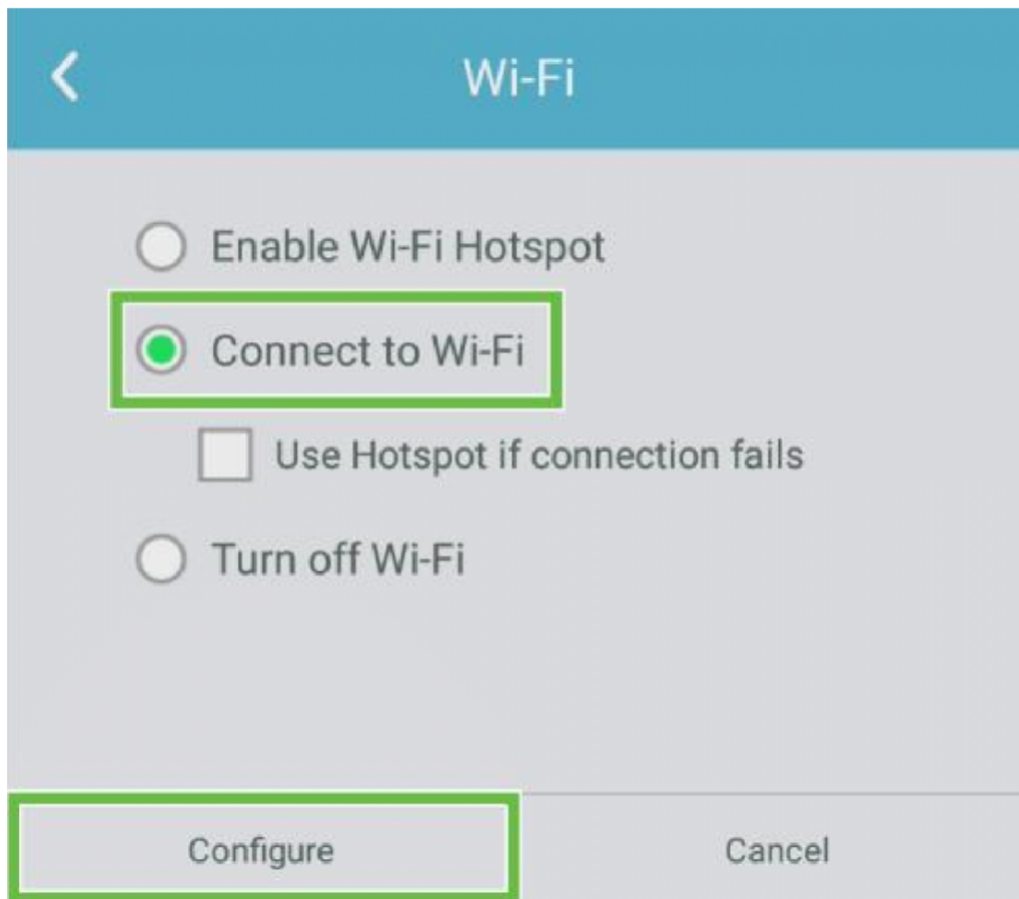 Wi-Fi
Enable Wi-Fi Hotspot
Connect to Wi-Fi
Use Hotspot if connection fails
Turn off Wi-Fi
Configure
Cancel